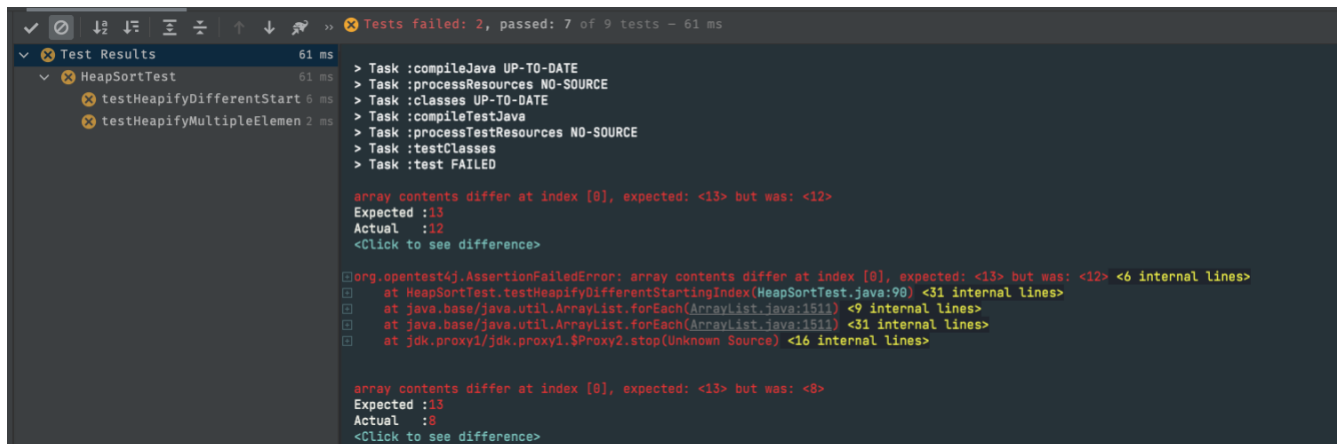 Tests failed: 2, passed: 7 of 9 tests – 61 ms
Test Results 61 ms
HeapSortTest 61 ms
testHeapifyDifferentStart 6 ms
testHeapifyMultipleElemen 2 ms
> Task :compileJava UP-TO-DATE
> Task :processResources NO-SOURCE
> Task :classes UP-TO-DATE
> Task :compileTestJava
> Task :processTestResources NO-SOURCE
> Task :testClasses
> Task :test FAILED
array contents differ at index [0], expected: <13> but was: <12>
Expected :13
Actual :12
<Click to see difference>
org.opentest4j.AssertionFailedError: array contents differ at index [0], expected: <13> but was: <12> <6 internal lines>
at HeapSortTest.testHeapifyDifferentStartingIndex(HeapSortTest.java:90) <31 internal lines>
at java.base/java.util.ArrayList.forEach(ArrayList.java:1511) <9 internal lines>
at java.base/java.util.ArrayList.forEach(ArrayList.java:1511) <31 internal lines>
at jdk.proxy1/jdk.proxy1.$Proxy2.stop(Unknown Source) <16 internal lines>
array contents differ at index [0], expected: <13> but was: <8>
Expected :13
Actual :8
<Click to see difference>